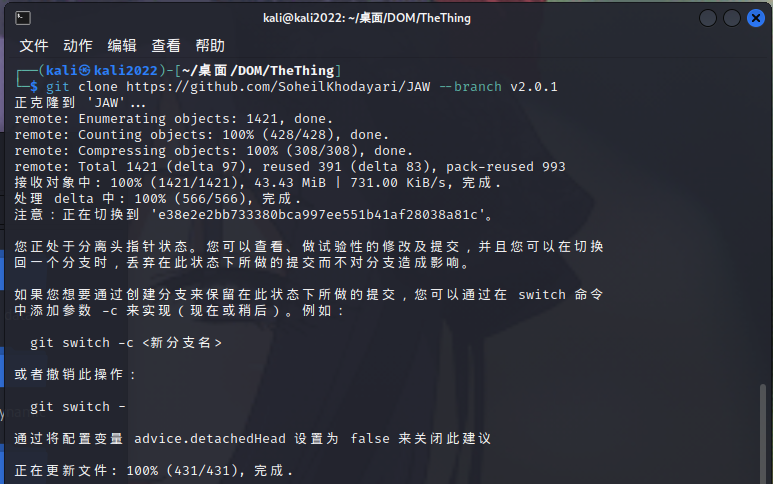 kali@kali2022: ~/桌面/DOM/TheThing
文件 动作 编辑 查看 帮助
┌──(kali㉿kali2022)-[~/桌面/DOM/TheThing]
└─$ git clone https://github.com/SoheilKhodayari/JAW --branch v2.0.1
正克隆到 'JAW'...
remote: Enumerating objects: 1421, done.
remote: Counting objects: 100% (428/428), done.
remote: Compressing objects: 100% (308/308), done.
remote: Total 1421 (delta 97), reused 391 (delta 83), pack-reused 993
接收对象中: 100% (1421/1421), 43.43 MiB | 731.00 KiB/s, 完成.
处理 delta 中: 100% (566/566), 完成.
注意：正在切换到 'e38e2e2bb733380bca997ee551b41af28038a81c'。
您正处于分离头指针状态。您可以查看、做试验性的修改及提交，并且您可以在切换
回一个分支时，丢弃在此状态下所做的提交而不对分支造成影响。
如果您想要通过创建分支来保留在此状态下所做的提交，您可以通过在 switch 命令
中添加参数 -c 来实现（现在或稍后）。例如：
git switch -c <新分支名>
或者撤销此操作：
git switch -
通过将配置变量 advice.detachedHead 设置为 false 来关闭此建议
正在更新文件: 100% (431/431), 完成.